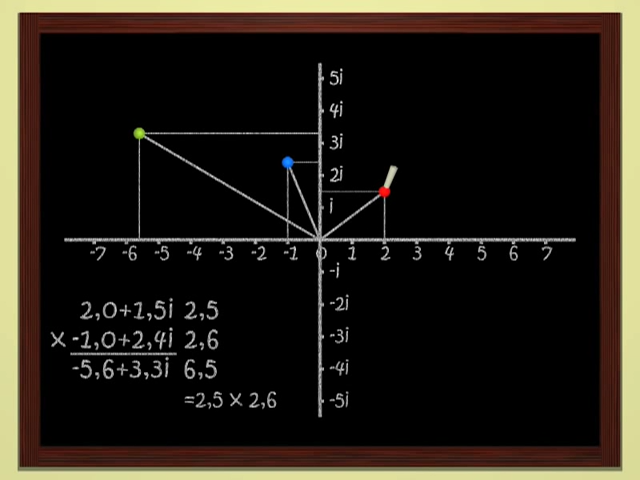 5i
4i
3i
2i
i
-7 -6 -5 -4 -3 -2 -1 0 1 2 3 4 5 6 7
-i
-2i
-3i
-4i
-5i
2,0+1,5i 2,5
× -1,0+2,4i 2,6
-5,6+3,3i 6,5
=2,5 × 2,6